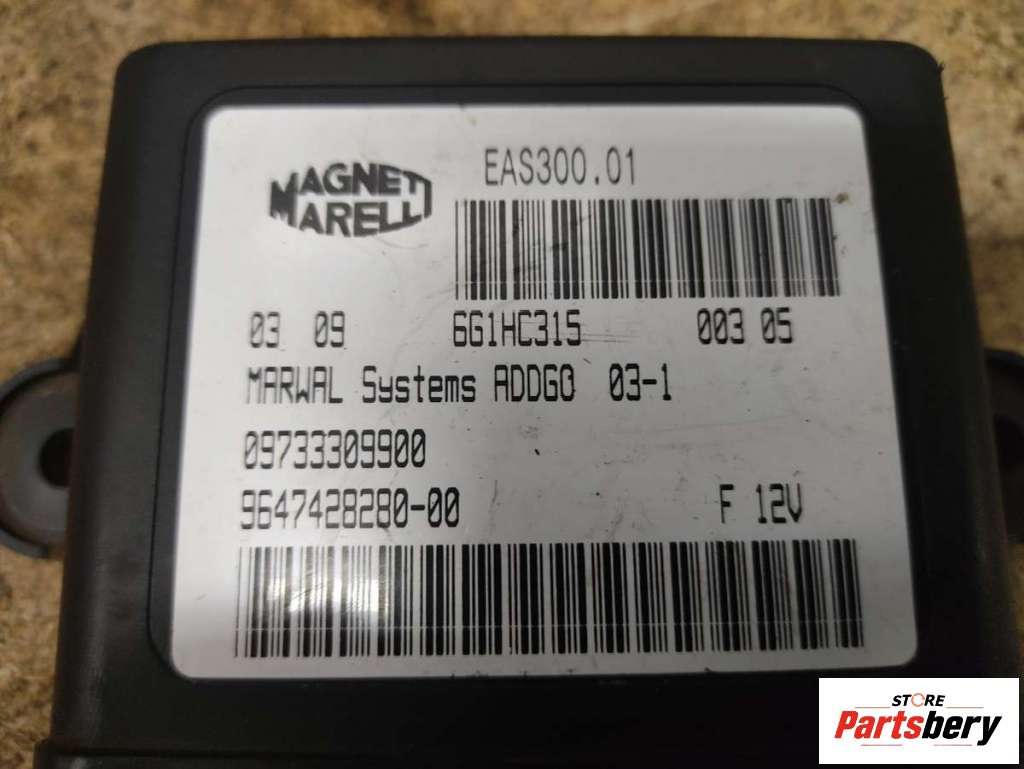 MAGNETI
MARELLI
EAS300.01
03 09 6G1HC315 003 05
MARWAL Systems ADDGO 03-1
09733309900
9647428280-00 F 12V
STORE
Partsbery